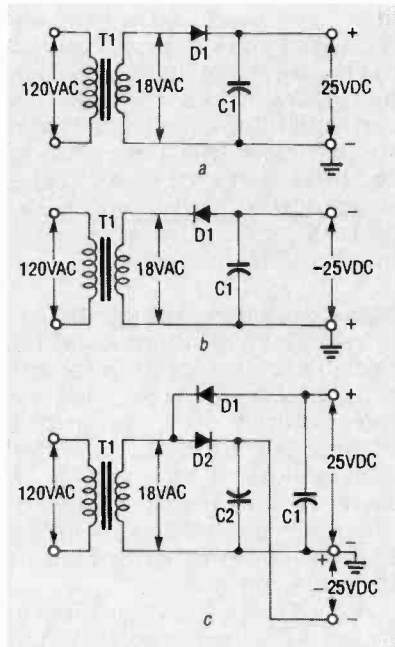 T1
D1
+
120VAC
18VAC
C1
25VDC
−
a
T1
D1
−
120VAC
18VAC
C1
−25VDC
+
b
D1
+
T1
D2
120VAC
18VAC
C2
C1
25VDC
−
+
−25VDC
−
c